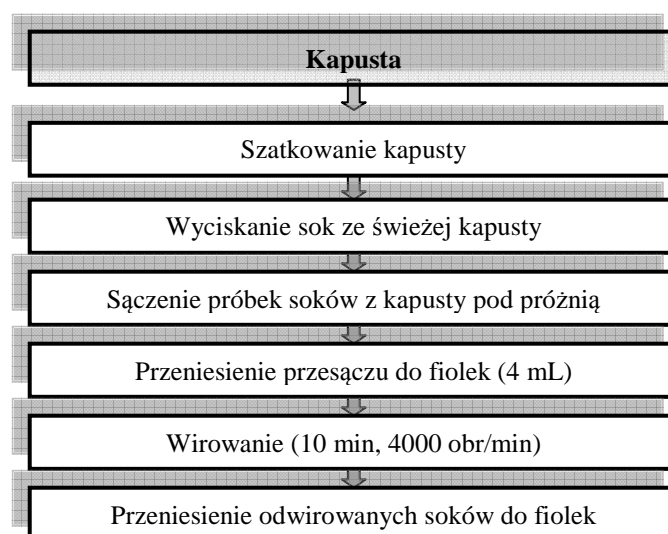 Kapusta
Szatkowanie kapusty
Wyciskanie sok ze świeżej kapusty
Sączenie próbek soków z kapusty pod próżnią
Przeniesienie przesączu do fiolek (4 mL)
Wirowanie (10 min, 4000 obr/min)
Przeniesienie odwirowanych soków do fiolek